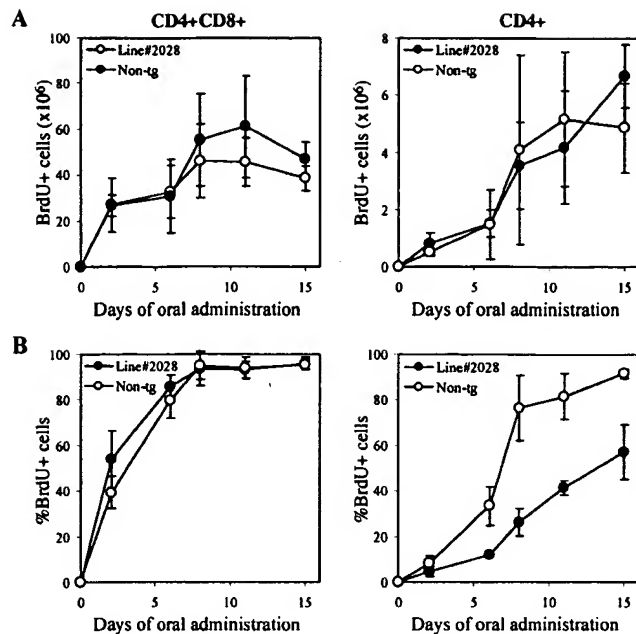 A
CD4+CD8+
BrdU+ cells (x10⁶)
100
80
60
40
20
0
Line#2028
Non-tg
0
5
10
15
Days of oral administration
CD4+
BrdU+ cells (x10⁶)
8
6
4
2
0
Line#2028
Non-tg
0
5
10
15
Days of oral administration
B
%BrdU+ cells
100
80
60
40
20
0
Line#2028
Non-tg
0
5
10
15
Days of oral administration
%BrdU+ cells
100
80
60
40
20
0
Line#2028
Non-tg
0
5
10
15
Days of oral administration